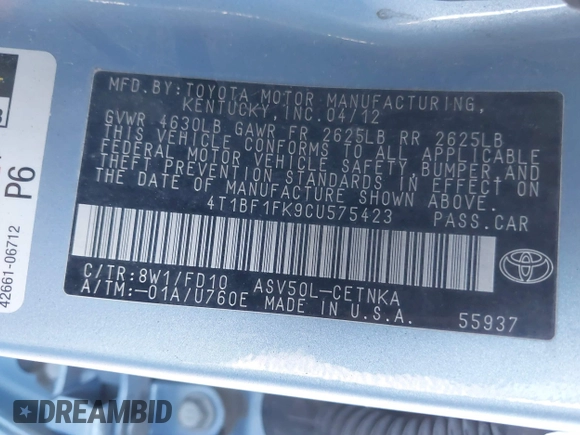 MFD.BY:TOYOTA MOTOR MANUFACTURING,
KENTUCKY,INC.04/12
GVWR 4630LB GAWR FR 2625LB RR 2625LB
THIS VEHICLE CONFORMS TO ALL APPLICABLE
FEDERAL MOTOR VEHICLE SAFETY,BUMPER,AND
THEFT PREVENTION STANDARDS IN EFFECT ON
THE DATE OF MANUFACTURE SHOWN ABOVE.
4T1BF1FK9CU575423 PASS.CAR
C/TR:8W1/FD10 ASV50L-CETNKA
A/TM:-01A/U760E MADE IN U.S.A.
55937
TOYOTA
P6
42661-06712
DREAMBID